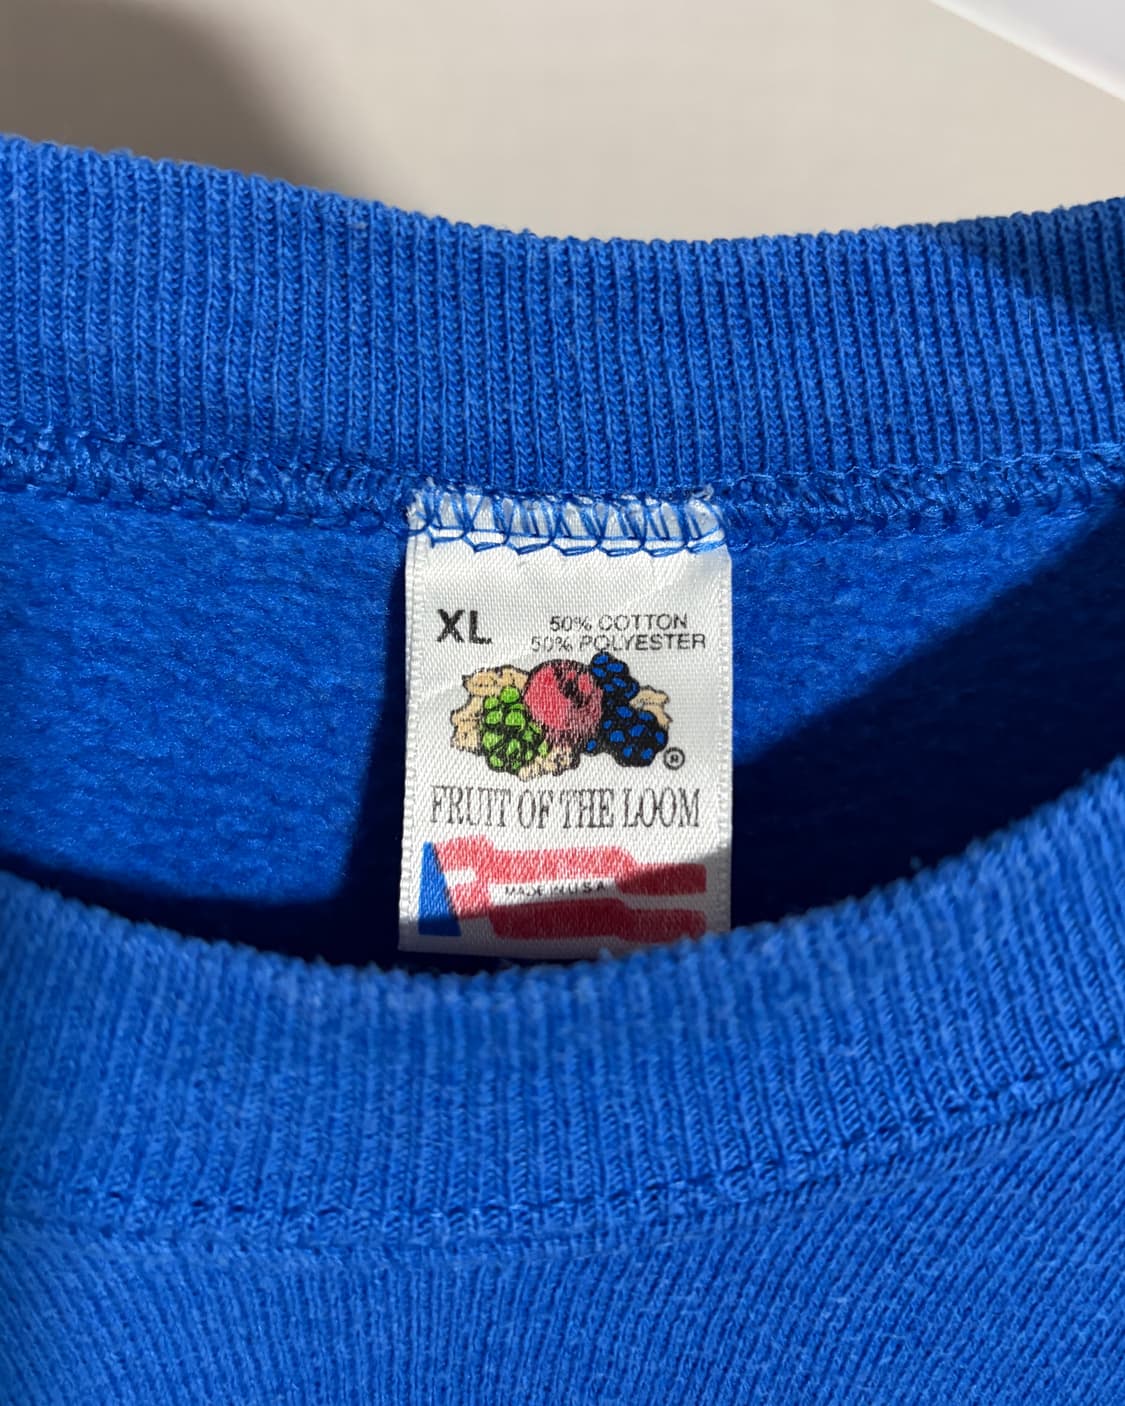 XL
50% COTTON
50% POLYESTER
®
FRUIT OF THE LOOM
MADE IN U.S.A.